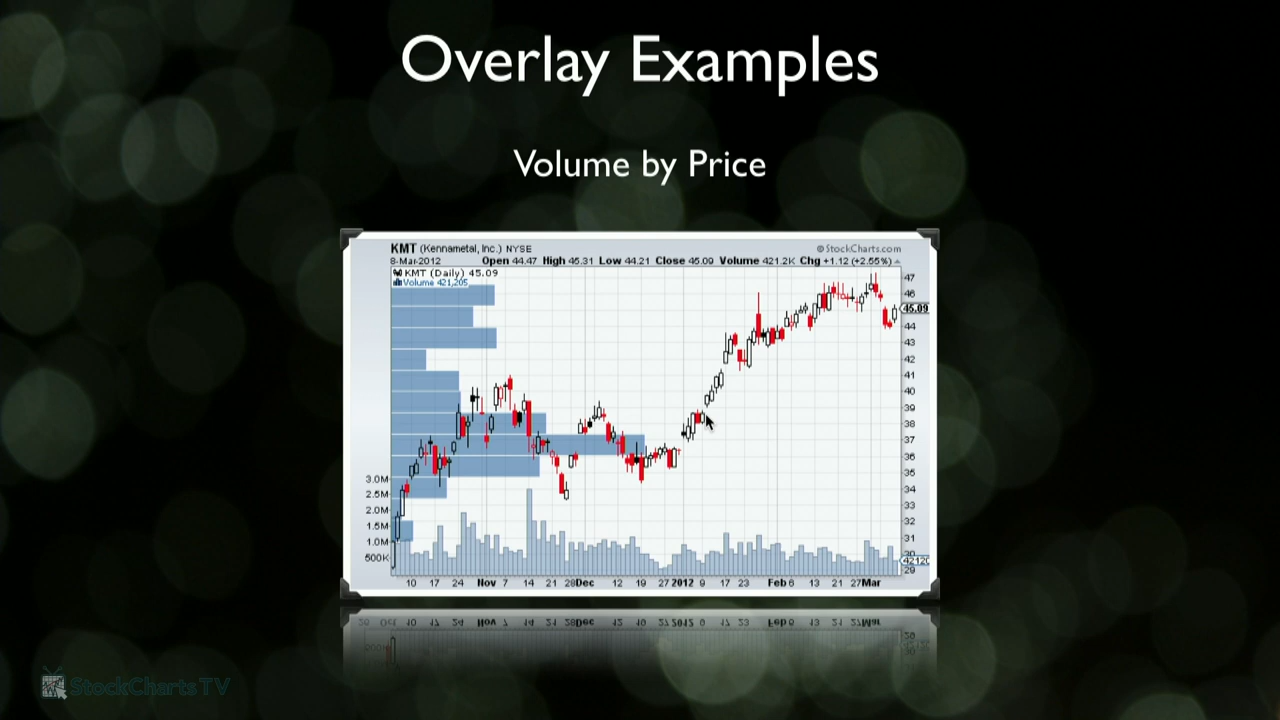 Overlay Examples
Volume by Price
KMT (Kennametal, Inc.) NYSE
© StockCharts.com
8-Mar-2012
Open 44.47 High 45.31 Low 44.21 Close 45.09 Volume 421.2K Chg +1.12 (+2.55%)
KMT (Daily) 45.09
Volume 421,205
47
46
45.09
44
43
42
41
40
39
38
37
36
35
34
33
32
31
30
29
42120
3.0M
2.5M
2.0M
1.5M
1.0M
500K
10 17 24 Nov 7 14 21 28 Dec 12 19 27 2012 9 17 23 Feb 6 13 21 27 Mar
StockCharts TV